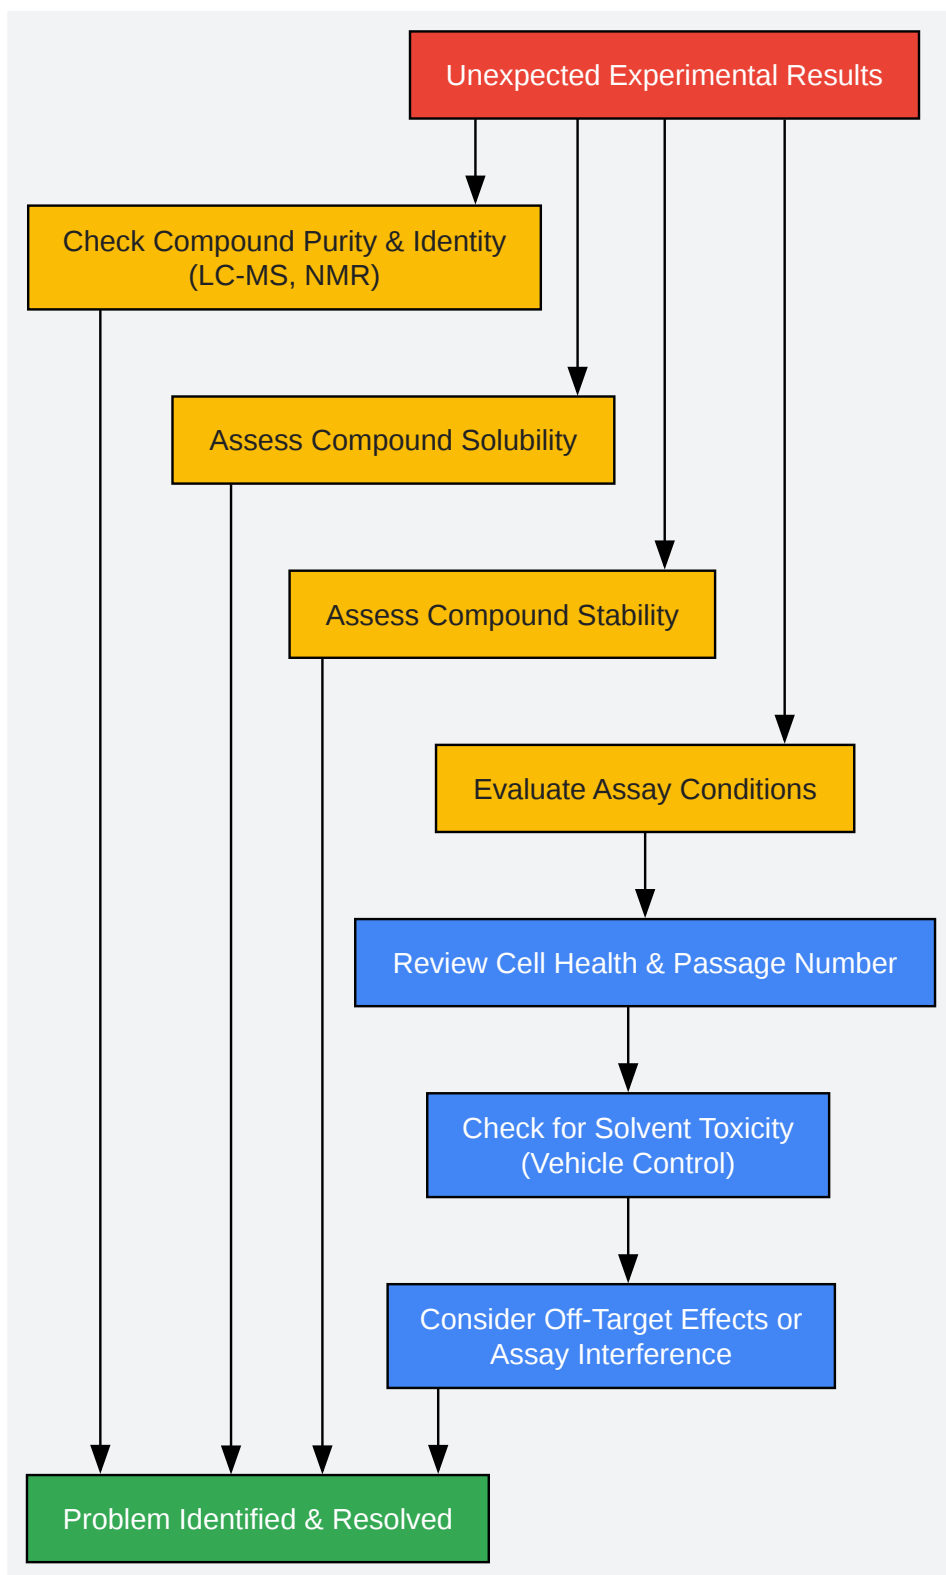 Unexpected Experimental Results
Check Compound Purity & Identity
(LC-MS, NMR)
Assess Compound Solubility
Assess Compound Stability
Evaluate Assay Conditions
Review Cell Health & Passage Number
Check for Solvent Toxicity
(Vehicle Control)
Consider Off-Target Effects or
Assay Interference
Problem Identified & Resolved